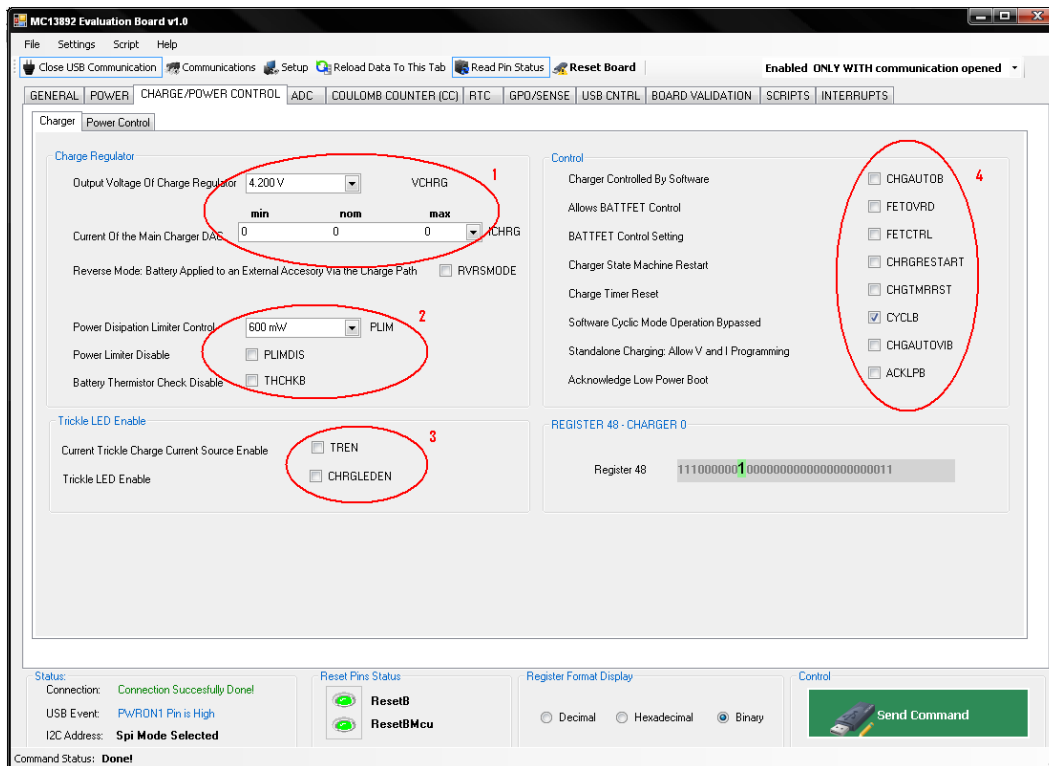 MC13892 Evaluation Board v1.0
File Settings Script Help
Close USB Communication Communications Setup Reload Data To This Tab Read Pin Status Reset Board Enabled ONLY WITH communication opened
GENERAL POWER CHARGE/POWER CONTROL ADC COULOMB COUNTER (CC) RTC GPO/SENSE USB CNTRL BOARD VALIDATION SCRIPTS INTERRUPTS
Charger Power Control
Charge Regulator
Output Voltage Of Charge Regulator 4.200 V VCHRG 1
min nom max
Current Of the Main Charger DAC 0 0 0 ICHRG
Reverse Mode: Battery Applied to an External Accesory Via the Charge Path RVRSMODE
2
Power Disipation Limiter Control 600 mW PLIM
Power Limiter Disable PLIMDIS
Battery Thermistor Check Disable THCHKB
Trickle LED Enable
3
Current Trickle Charge Current Source Enable TREN
Trickle LED Enable CHRGLEDEN
Control
Charger Controlled By Software CHGAUTOB 4
Allows BATTFET Control FETOVRD
BATTFET Control Setting FETCTRL
Charger State Machine Restart CHRGRESTART
Charge Timer Reset CHGTMRRST
Software Cyclic Mode Operation Bypassed CYCLB
Standalone Charging: Allow V and I Programming CHGAUTOVIB
Acknowledge Low Power Boot ACKLPB
REGISTER 48 - CHARGER 0
Register 48
Status:
Connection: Connection Succesfully Done!
USB Event: PWRON1 Pin is High
I2C Address: Spi Mode Selected
Reset Pins Status
ResetB
ResetBMcu
Register Format Display
Decimal Hexadecimal Binary
Control
Send Command
Command Status: Done!